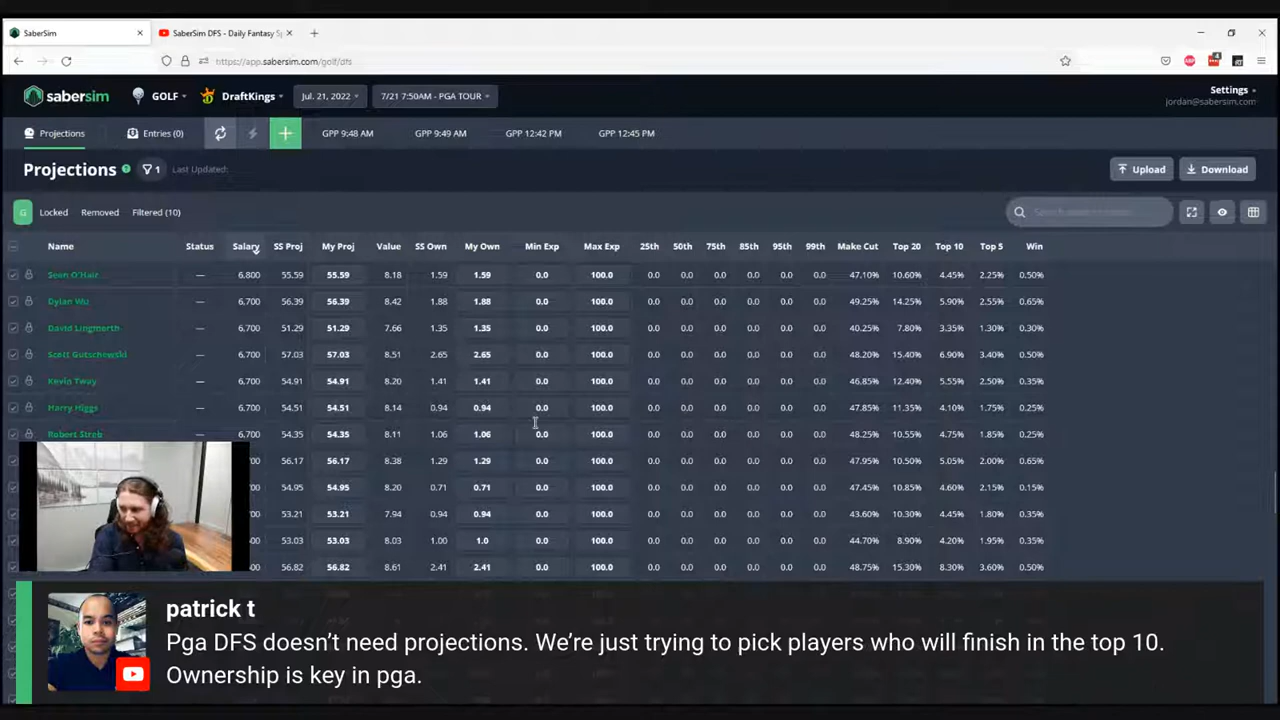 SaberSim
SaberSim DFS - Daily Fantasy Sp
https://app.sabersim.com/golf/dfs
4
sabersim
GOLF
DraftKings
Jul. 21, 2022
7/21 7:50AM - PGA TOUR
Settings
jordan@sabersim.com
Projections
Entries (0)
GPP 9:48 AM
GPP 9:49 AM
GPP 12:42 PM
GPP 12:45 PM
Projections
1
Last Updated:
Upload
Download
G
Locked
Removed
Filtered (10)
Name Status Salary SS Proj My Proj Value SS Own My Own Min Exp Max Exp 25th 50th 75th 85th 95th 99th Make Cut Top 20 Top 10 Top 5 Win
Sean O'Hair — 6,800 55.59 55.59 8.18 1.59 1.59 0.0 100.0 0.0 0.0 0.0 0.0 0.0 0.0 47.10% 10.60% 4.45% 2.25% 0.50%
Dylan Wu — 6,700 56.39 56.39 8.42 1.88 1.88 0.0 100.0 0.0 0.0 0.0 0.0 0.0 0.0 49.25% 14.25% 5.90% 2.55% 0.65%
David Lingmerth — 6,700 51.29 51.29 7.66 1.35 1.35 0.0 100.0 0.0 0.0 0.0 0.0 0.0 0.0 40.25% 7.80% 3.35% 1.30% 0.30%
Scott Gutschewski — 6,700 57.03 57.03 8.51 2.65 2.65 0.0 100.0 0.0 0.0 0.0 0.0 0.0 0.0 48.20% 15.40% 6.90% 3.40% 0.50%
Kevin Tway — 6,700 54.91 54.91 8.20 1.41 1.41 0.0 100.0 0.0 0.0 0.0 0.0 0.0 0.0 46.85% 12.40% 5.55% 2.50% 0.35%
Harry Higgs — 6,700 54.51 54.51 8.14 0.94 0.94 0.0 100.0 0.0 0.0 0.0 0.0 0.0 0.0 47.85% 11.35% 4.10% 1.75% 0.25%
Robert Streb — 6,700 54.35 54.35 8.11 1.06 1.06 0.0 100.0 0.0 0.0 0.0 0.0 0.0 0.0 48.25% 10.55% 4.75% 1.85% 0.25%
56.17 56.17 8.38 1.29 1.29 0.0 100.0 0.0 0.0 0.0 0.0 0.0 0.0 47.95% 10.50% 5.05% 2.00% 0.65%
54.95 54.95 8.20 0.71 0.71 0.0 100.0 0.0 0.0 0.0 0.0 0.0 0.0 47.45% 10.85% 4.60% 2.15% 0.15%
53.21 53.21 7.94 0.94 0.94 0.0 100.0 0.0 0.0 0.0 0.0 0.0 0.0 43.60% 10.30% 4.45% 1.80% 0.35%
53.03 53.03 8.03 1.00 1.0 0.0 100.0 0.0 0.0 0.0 0.0 0.0 0.0 44.70% 8.90% 4.20% 1.95% 0.35%
56.82 56.82 8.61 2.41 2.41 0.0 100.0 0.0 0.0 0.0 0.0 0.0 0.0 48.75% 15.30% 8.30% 3.60% 0.50%
patrick t
Pga DFS doesn't need projections. We're just trying to pick players who will finish in the top 10.
Ownership is key in pga.